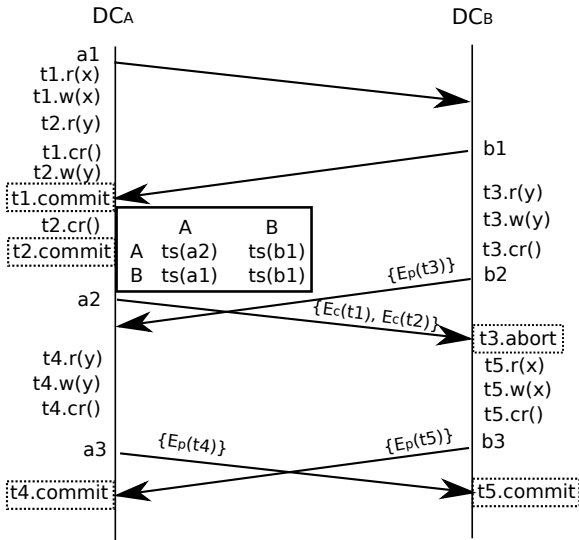 DCA DCB
a1
t1.r(x)
t1.w(x)
t2.r(y)
t1.cr()
t2.w(y)
t1.commit
t2.cr()
t2.commit
A B
A ts(a2) ts(b1)
B ts(a1) ts(b1)
a2
t4.r(y)
t4.w(y)
t4.cr()
a3
t4.commit
{Ep(t3)}
{Ec(t1), Ec(t2)}
{Ep(t4)}
{Ep(t5)}
b1
t3.r(y)
t3.w(y)
t3.cr()
b2
t3.abort
t5.r(x)
t5.w(x)
t5.cr()
b3
t5.commit